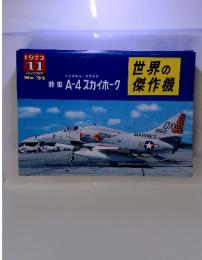 1973
11
No 31
マクダネル・ダグラス
特集 A-4 スカイホーク
世界の
傑作機
MARINES